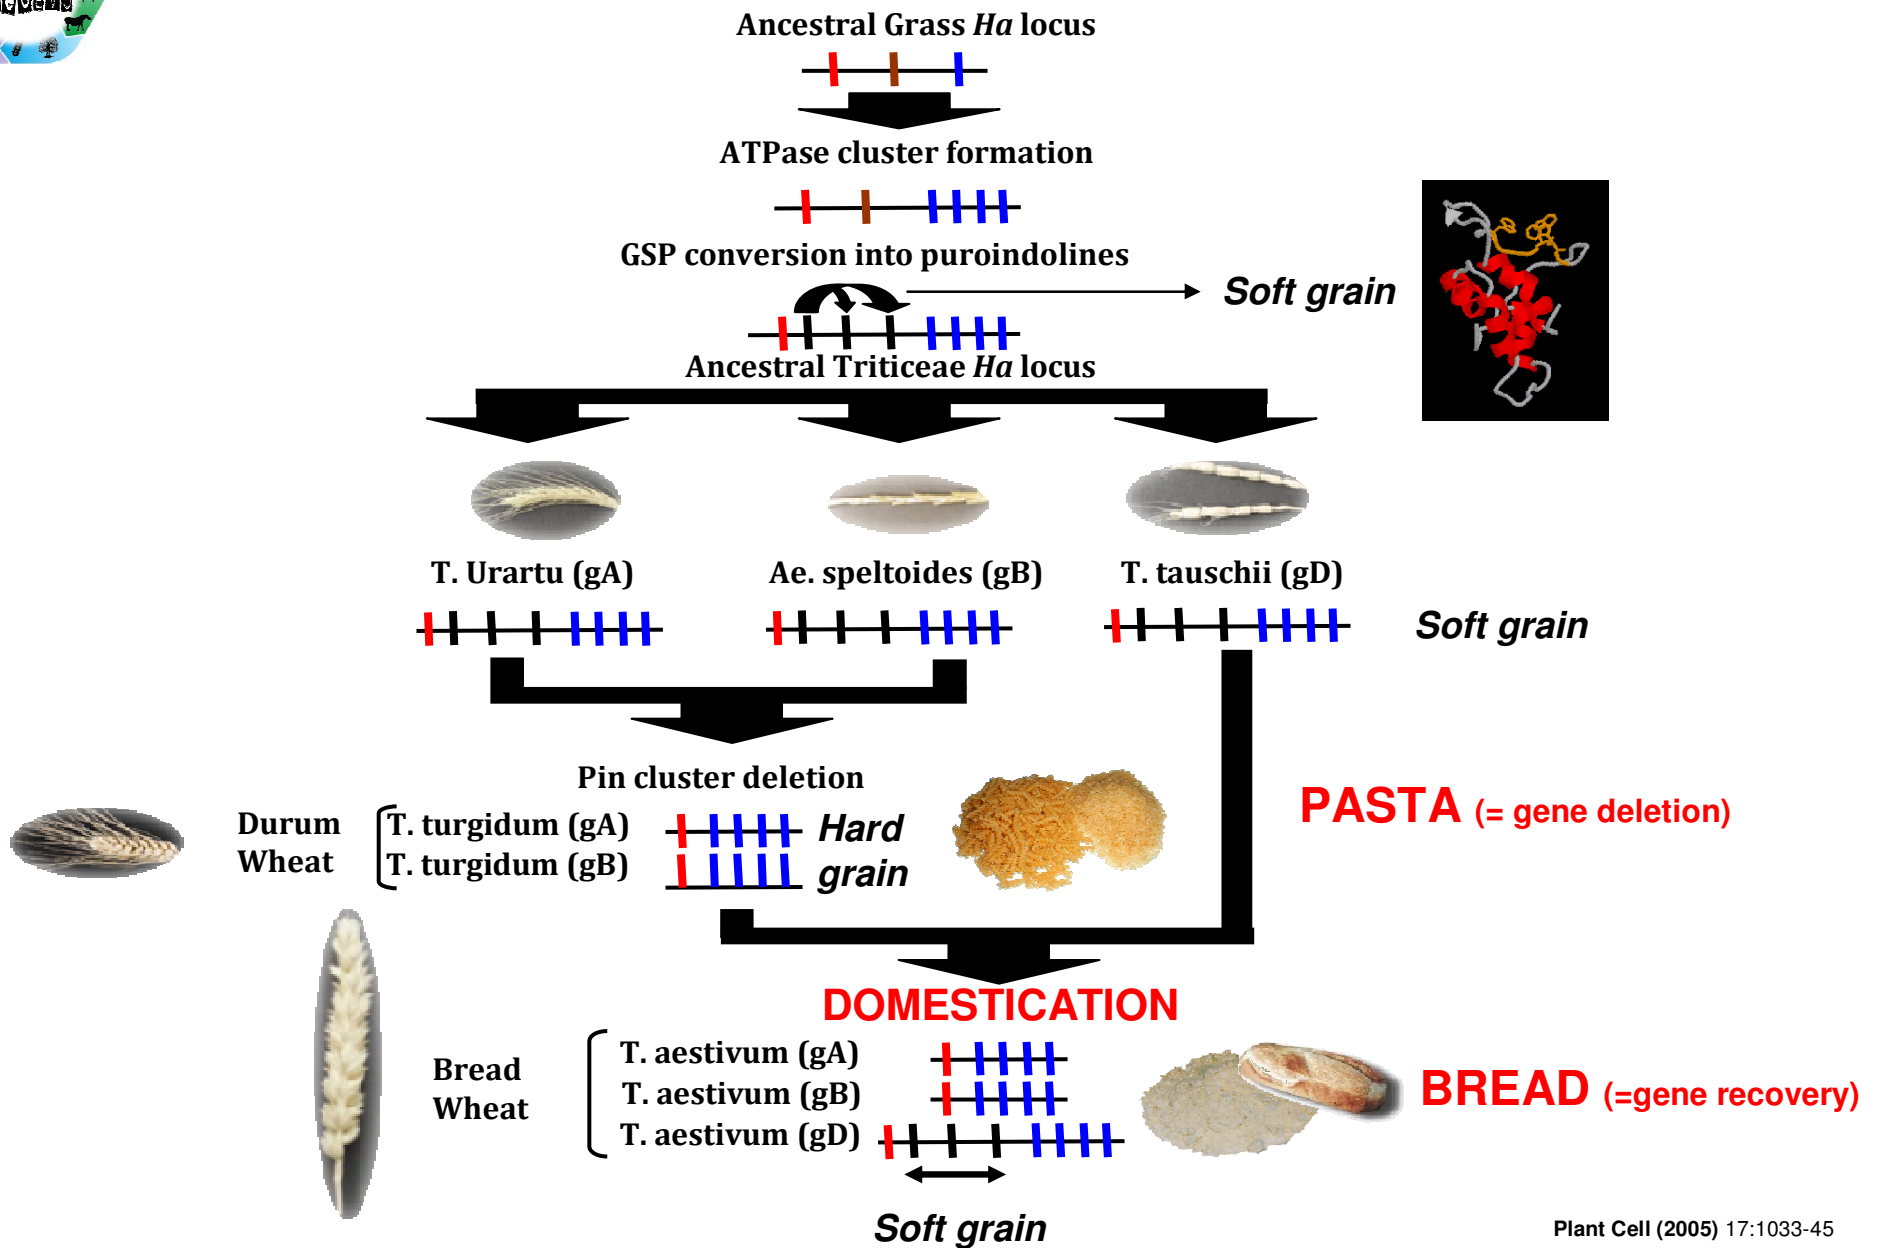 Ancestral Grass Ha locus
ATPase cluster formation
GSP conversion into puroindolines
Soft grain
Ancestral Triticeae Ha locus
T. Urartu (gA)
Ae. speltoides (gB)
T. tauschii (gD)
Soft grain
Pin cluster deletion
Durum
Wheat
T. turgidum (gA)
T. turgidum (gB)
Hard
grain
PASTA (= gene deletion)
DOMESTICATION
Bread
Wheat
T. aestivum (gA)
T. aestivum (gB)
T. aestivum (gD)
BREAD (=gene recovery)
Soft grain
Plant Cell (2005) 17:1033-45